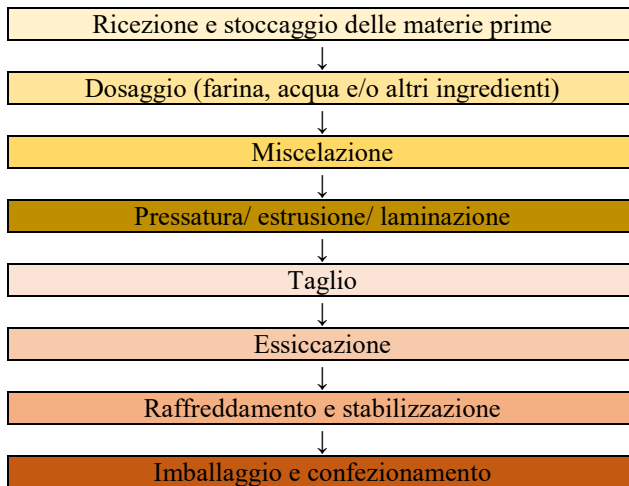 Ricezione e stoccaggio delle materie prime
↓
Dosaggio (farina, acqua e/o altri ingredienti)
↓
Miscelazione
↓
Pressatura/ estrusione/ laminazione
↓
Taglio
↓
Essiccazione
↓
Raffreddamento e stabilizzazione
↓
Imballaggio e confezionamento